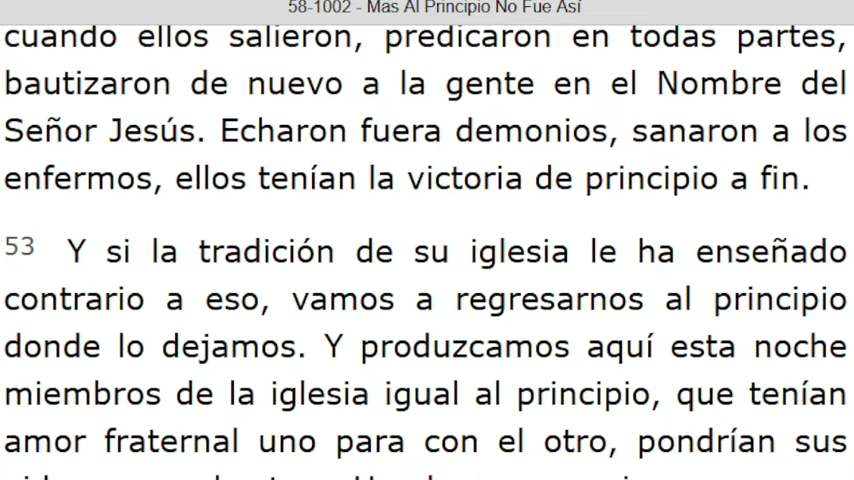 58-1002 - Mas Al Principio No Fue Así
cuando ellos salieron, predicaron en todas partes,
bautizaron de nuevo a la gente en el Nombre del
Señor Jesús. Echaron fuera demonios, sanaron a los
enfermos, ellos tenían la victoria de principio a fin.
53 Y si la tradición de su iglesia le ha enseñado
contrario a eso, vamos a regresarnos al principio
donde lo dejamos. Y produzcamos aquí esta noche
miembros de la iglesia igual al principio, que tenían
amor fraternal uno para con el otro, pondrían sus